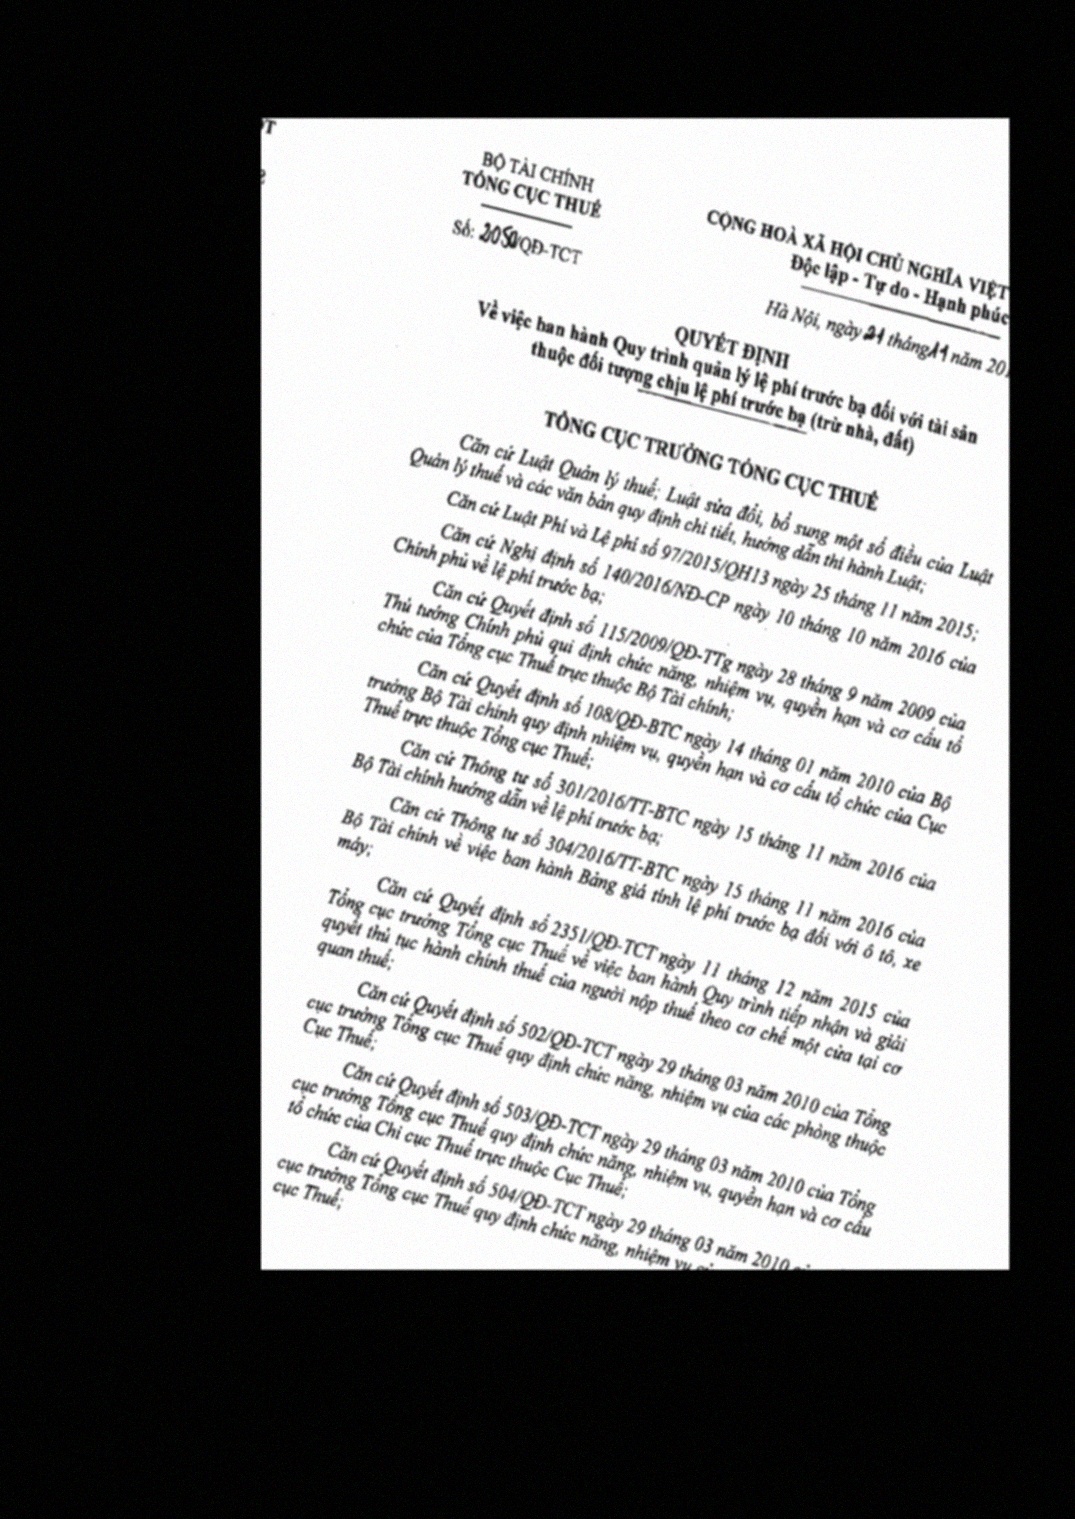 BỘ TÀI CHÍNH
TỔNG CỤC THUẾ
Số: 2050/QĐ-TCT
CỘNG HOÀ XÃ HỘI CHỦ NGHĨA VIỆT
Độc lập - Tự do - Hạnh phúc
Hà Nội, ngày 21 tháng 11 năm 201
QUYẾT ĐỊNH
Về việc ban hành Quy trình quản lý lệ phí trước bạ đối với tài sản
thuộc đối tượng chịu lệ phí trước bạ (trừ nhà, đất)
TỔNG CỤC TRƯỞNG TỔNG CỤC THUẾ
Căn cứ Luật Quản lý thuế; Luật sửa đổi, bổ sung một số điều của Luật
Quản lý thuế và các văn bản quy định chi tiết, hướng dẫn thi hành Luật;
Căn cứ Luật Phí và Lệ phí số 97/2015/QH13 ngày 25 tháng 11 năm 2015;
Căn cứ Nghị định số 140/2016/NĐ-CP ngày 10 tháng 10 năm 2016 của
Chính phủ về lệ phí trước bạ;
Căn cứ Quyết định số 115/2009/QĐ-TTg ngày 28 tháng 9 năm 2009 của
Thủ tướng Chính phủ qui định chức năng, nhiệm vụ, quyền hạn và cơ cấu tổ
chức của Tổng cục Thuế trực thuộc Bộ Tài chính;
Căn cứ Quyết định số 108/QĐ-BTC ngày 14 tháng 01 năm 2010 của Bộ
trưởng Bộ Tài chính quy định nhiệm vụ, quyền hạn và cơ cấu tổ chức của Cục
Thuế trực thuộc Tổng cục Thuế;
Căn cứ Thông tư số 301/2016/TT-BTC ngày 15 tháng 11 năm 2016 của
Bộ Tài chính hướng dẫn về lệ phí trước bạ;
Căn cứ Thông tư số 304/2016/TT-BTC ngày 15 tháng 11 năm 2016 của
Bộ Tài chính về việc ban hành Bảng giá tính lệ phí trước bạ đối với ô tô, xe
máy;
Căn cứ Quyết định số 2351/QĐ-TCT ngày 11 tháng 12 năm 2015 của
Tổng cục trưởng Tổng cục Thuế về việc ban hành Quy trình tiếp nhận và giải
quyết thủ tục hành chính thuế của người nộp thuế theo cơ chế một cửa tại cơ
quan thuế;
Căn cứ Quyết định số 502/QĐ-TCT ngày 29 tháng 03 năm 2010 của Tổng
cục trưởng Tổng cục Thuế quy định chức năng, nhiệm vụ của các phòng thuộc
Cục Thuế;
Căn cứ Quyết định số 503/QĐ-TCT ngày 29 tháng 03 năm 2010 của Tổng
cục trưởng Tổng cục Thuế quy định chức năng, nhiệm vụ, quyền hạn và cơ cấu
tổ chức của Chi cục Thuế trực thuộc Cục Thuế;
Căn cứ Quyết định số 504/QĐ-TCT ngày 29 tháng 03 năm 2010
cục trưởng Tổng cục Thuế quy định chức năng, nhiệm vụ
cục Thuế;